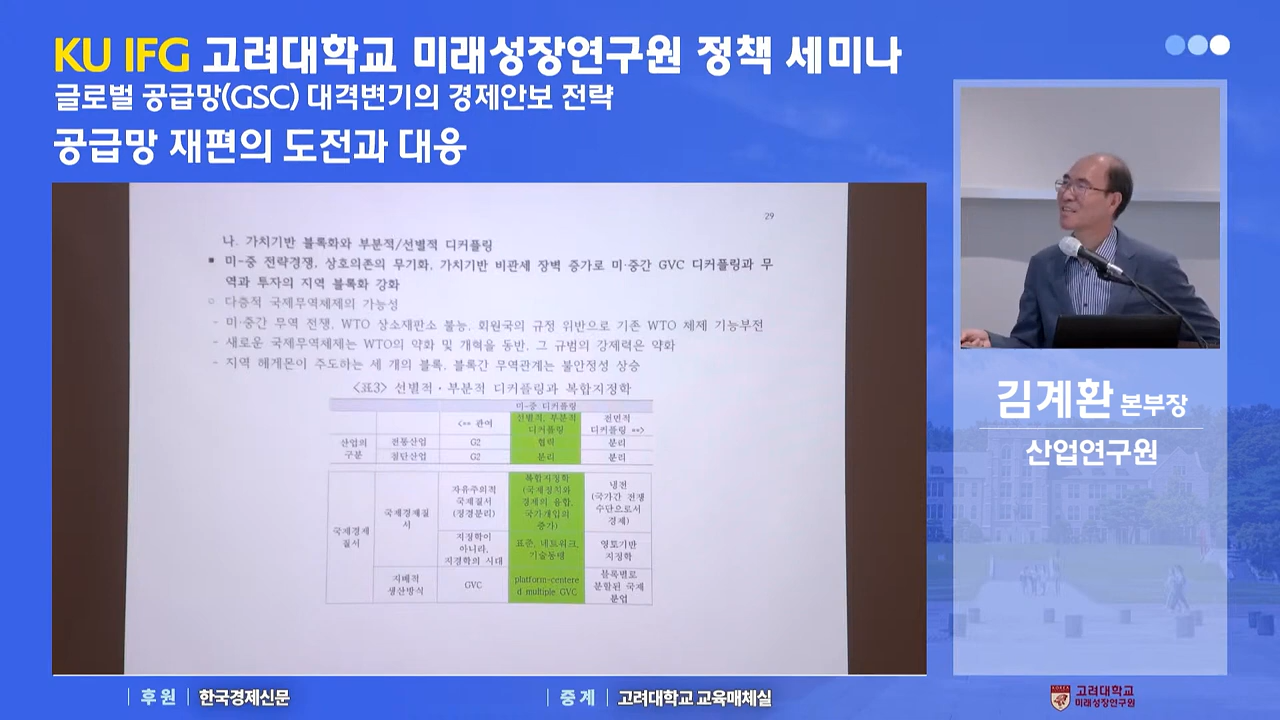 KU IFG 고려대학교 미래성장연구원 정책 세미나
글로벌 공급망(GSC) 대격변기의 경제안보 전략
공급망 재편의 도전과 대응
29
나. 가치기반 블록화와 부분적/선별적 디커플링
▪ 미-중 전략경쟁, 상호의존의 무기화, 가치기반 비관세 장벽 증가로 미·중간 GVC 디커플링과 무
역과 투자의 지역 블록화 강화
○ 다층적 국제무역체제의 가능성
- 미·중간 무역 전쟁, WTO 상소재판소 불능, 회원국의 규정 위반으로 기존 WTO 체제 기능부전
- 새로운 국제무역체제는 WTO의 약화 및 개혁을 동반, 그 규범의 강제력은 약화
- 지역 헤게몬이 주도하는 세 개의 블록, 블록간 무역관계는 불안정성 상승
<표3> 선별적·부분적 디커플링과 복합지정학
미-중 디커플링
<== 관여
선별적, 부분적
디커플링
전면적
디커플링 ==>
산업의
구분
전통산업
G2
협력
분리
첨단산업
G2
분리
분리
국제경제
질서
국제경제질
서
자유주의적
국제질서
(정경분리)
복합지정학
(국제정치와
경제의 융합,
국가개입의
증가)
냉전
(국가간 전쟁
수단으로서
경제)
지정학이
아니라,
지경학의 시대
표준, 네트워크,
기술동맹
영토기반
지정학
지배적
생산방식
GVC
platform-centere
d multiple GVC
블록별로
분할된 국제
분업
김계환 본부장
산업연구원
후원 한국경제신문
중계 고려대학교 교육매체실
고려대학교
미래성장연구원